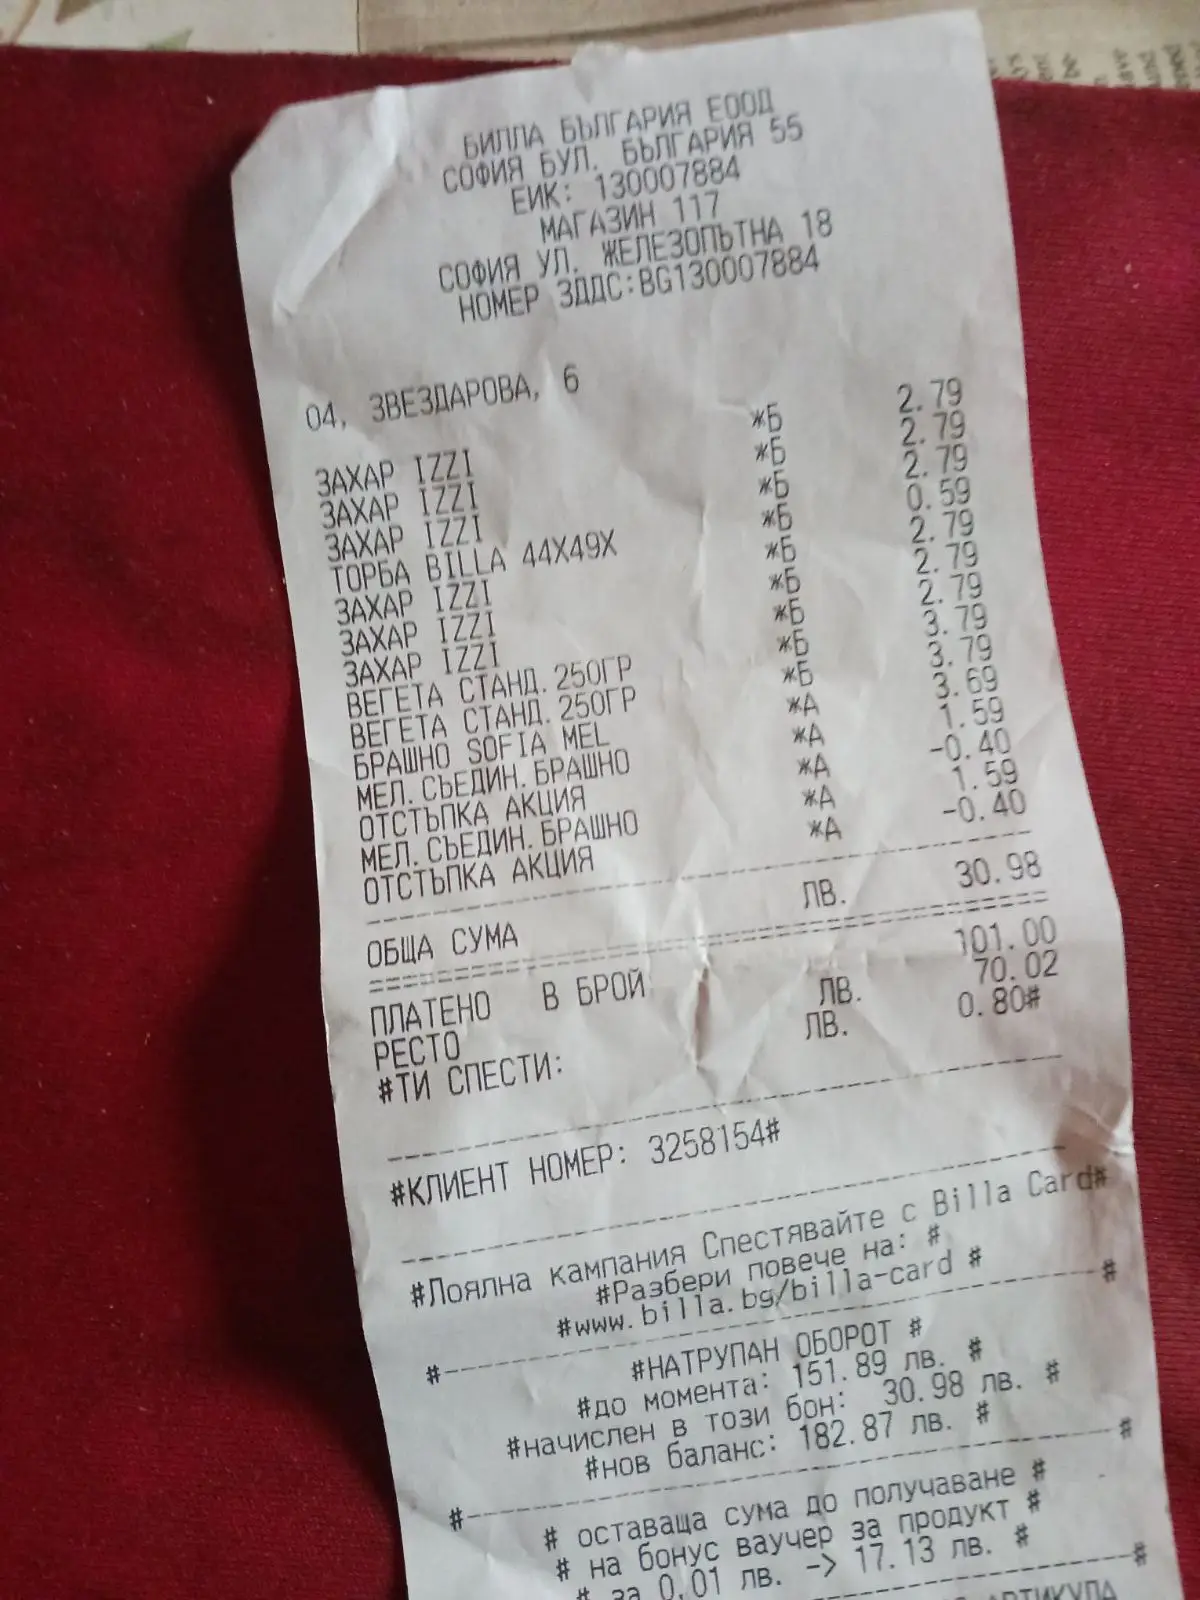 БИЛЛА БЪЛГАРИЯ ЕООД
СОФИЯ БУЛ. БЪЛГАРИЯ 55
ЕИК: 130007884
МАГАЗИН 117
СОФИЯ УЛ. ЖЕЛЕЗОПЪТНА 18
НОМЕР ЗДДС:BG130007884
04, ЗВЕЗДАРОВА, 6
ЗАХАР IZZI *Б 2.79
ЗАХАР IZZI *Б 2.79
ЗАХАР IZZI *Б 2.79
ТОРБА BILLA 44X49X *Б 0.59
ЗАХАР IZZI *Б 2.79
ЗАХАР IZZI *Б 2.79
ЗАХАР IZZI *Б 2.79
ВЕГЕТА СТАНД.250ГР *Б 3.79
ВЕГЕТА СТАНД.250ГР *Б 3.79
БРАШНО SOFIA MEL *А 3.69
МЕЛ.СЪЕДИН.БРАШНО *А 1.59
ОТСТЪПКА АКЦИЯ *А -0.40
МЕЛ.СЪЕДИН.БРАШНО *А 1.59
ОТСТЪПКА АКЦИЯ *А -0.40
ОБЩА СУМА ЛВ. 30.98
ПЛАТЕНО В БРОЙ 101.00
РЕСТО ЛВ. 70.02
#ТИ СПЕСТИ: ЛВ. 0.80#
#КЛИЕНТ НОМЕР: 3258154#
#Лоялна кампания Спестявайте с Billa Card#
#Разбери повече на: #
#www.billa.bg/billa-card #
#--------------------#
#НАТРУПАН ОБОРОТ #
#до момента: 151.89 лв. #
#начислен в този бон: 30.98 лв. #
#нов баланс: 182.87 лв. #
#--------------------#
# оставаща сума до получаване #
# на бонус ваучер за продукт #
# за 0.01 лв. -> 17.13 лв. #
#--------------------#
АРТИКУЛА